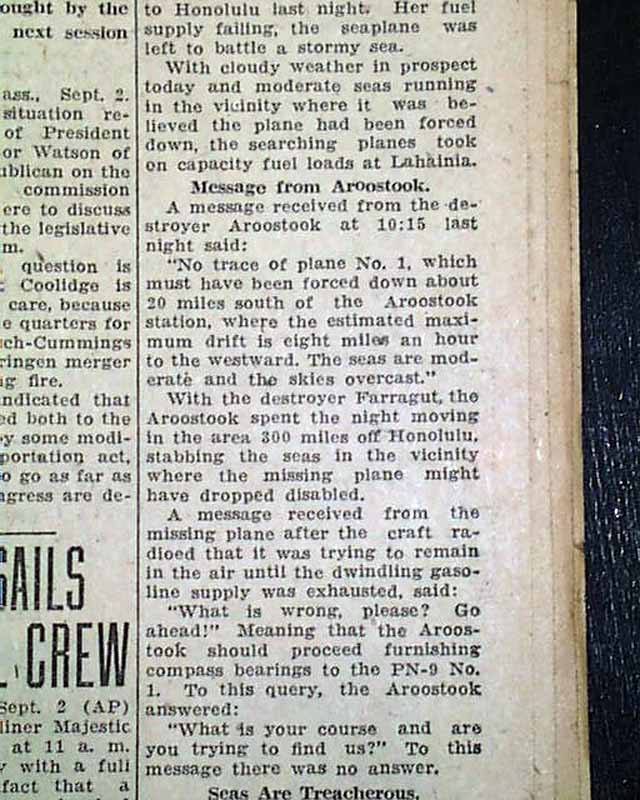 ought by the
next session
ass., Sept. 2.
situation re-
of President
or Watson of
ublican on the
commission
ere to discuss
the legislative
m.
question is
Coolidge is
care, because
e quarters for
ch-Cummings
ringen merger
g fire.
ndicated that
ed both to the
y some modi-
portation act,
o go as far as
ngress are de-
SAILS
CREW
Sept. 2 (AP)
liner Majestic
at 11 a. m.
y with a full
fact that a
to Honolulu last night. Her fuel
supply failing, the seaplane was
left to battle a stormy sea.
With cloudy weather in prospect
today and moderate seas running
in the vicinity where it was be-
lieved the plane had been forced
down, the searching planes took
on capacity fuel loads at Lahainia.
Message from Aroostook.
A message received from the de-
stroyer Aroostook at 10:15 last
night said:
"No trace of plane No. 1, which
must have been forced down about
20 miles south of the Aroostook
station, where the estimated maxi-
mum drift is eight miles an hour
to the westward. The seas are mod-
erate and the skies overcast."
With the destroyer Farragut, the
Aroostook spent the night moving
in the area 300 miles off Honolulu,
stabbing the seas in the vicinity
where the missing plane might
have dropped disabled.
A message received from the
missing plane after the craft ra-
dioed that it was trying to remain
in the air until the dwindling gaso-
line supply was exhausted, said:
"What is wrong, please? Go
ahead!" Meaning that the Aroos-
took should proceed furnishing
compass bearings to the PN-9 No.
1. To this query, the Aroostook
answered:
"What is your course and are
you trying to find us?" To this
message there was no answer.
Seas Are Treacherous.